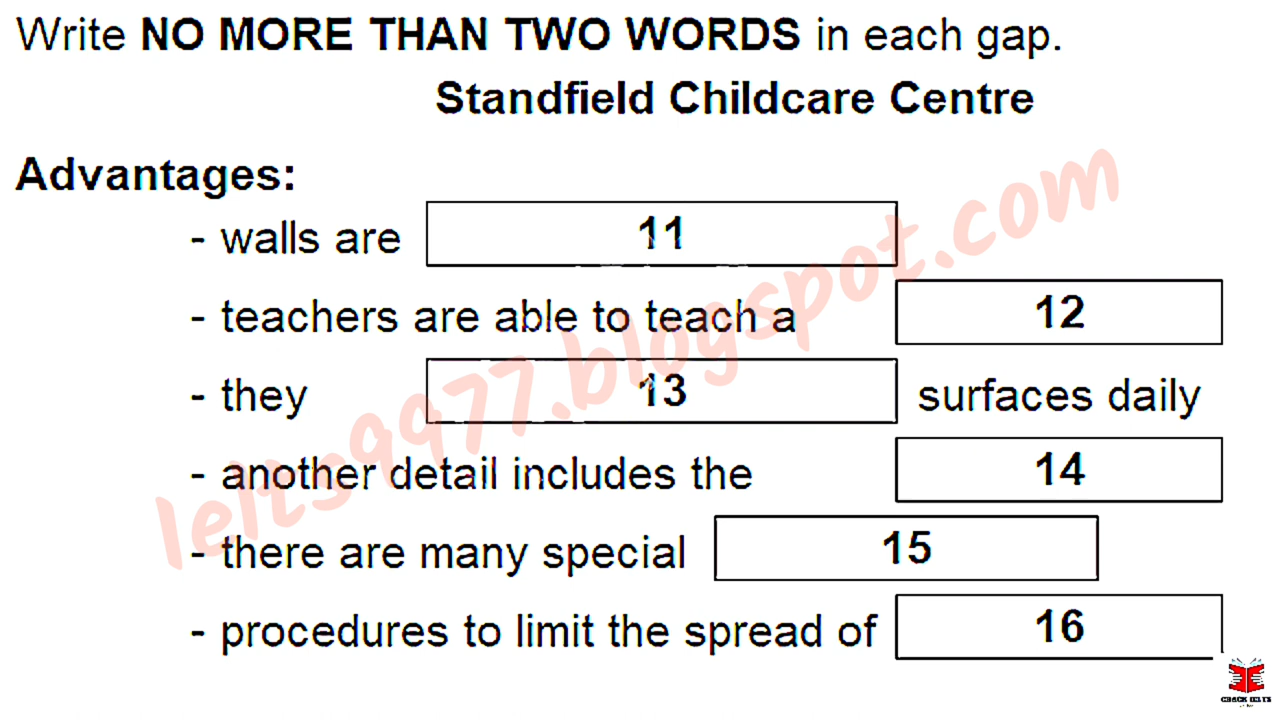 Write NO MORE THAN TWO WORDS in each gap.
Standfield Childcare Centre
Advantages:
- walls are 11
- teachers are able to teach a 12
- they 13 surfaces daily
- another detail includes the 14
- there are many special 15
- procedures to limit the spread of 16
Ielts9977.blogspot.com
CRACK IELTS